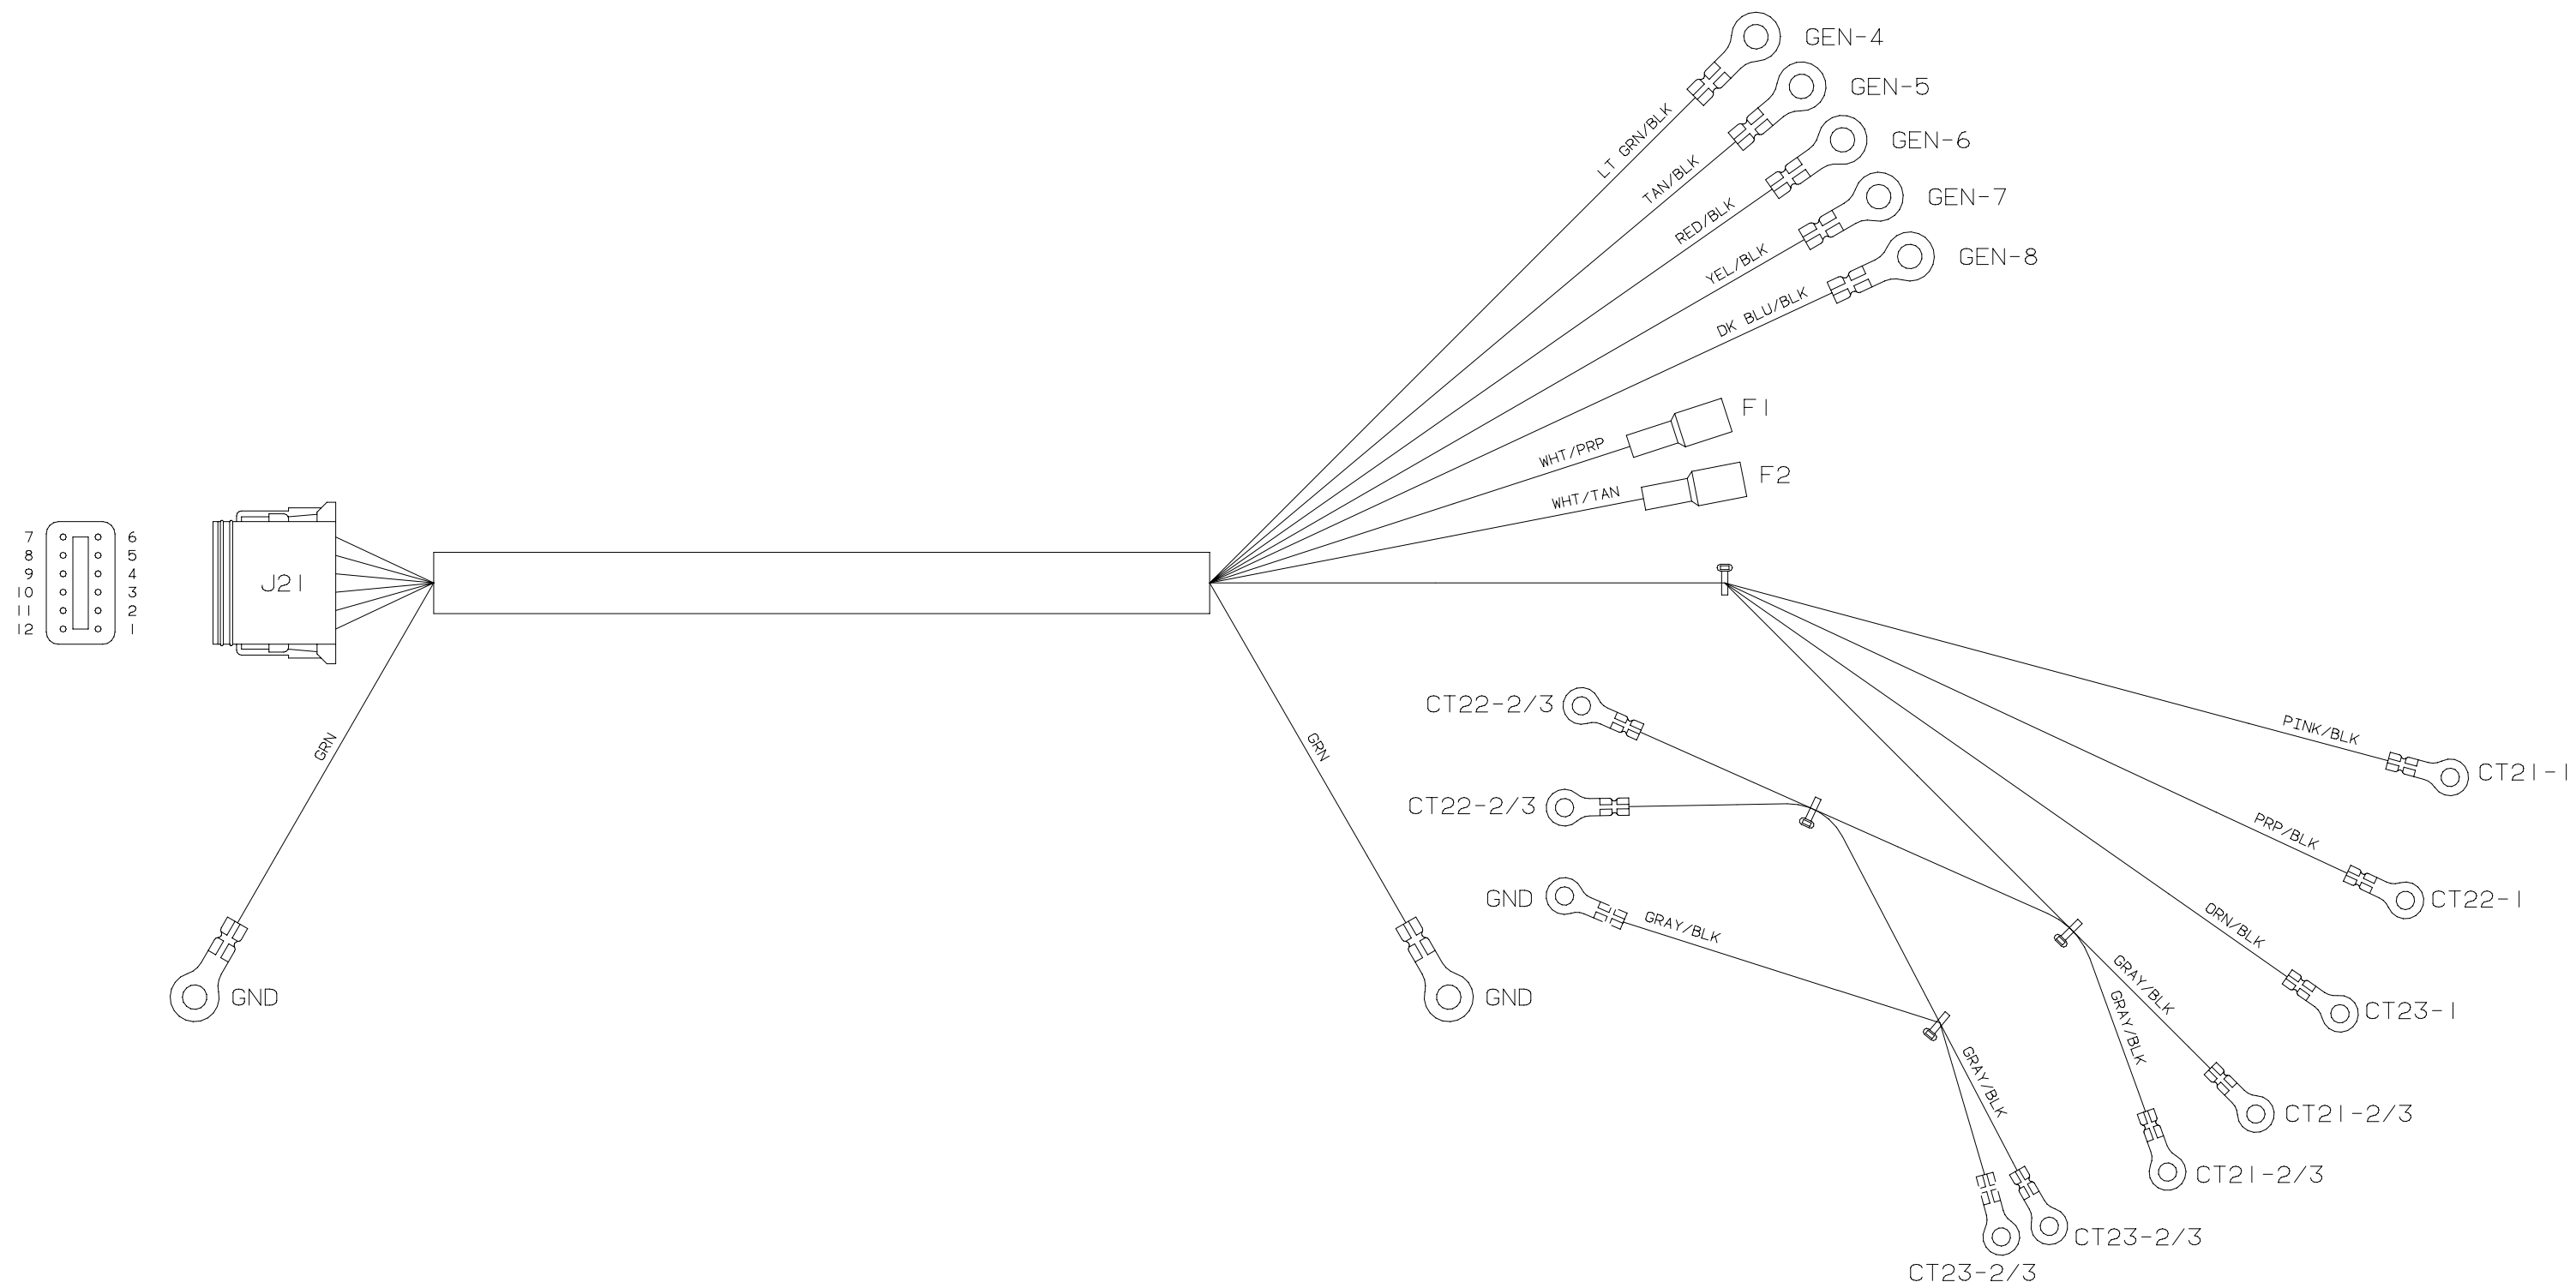 GEN-4
GEN-5
GEN-6
GEN-7
GEN-8
LT GRN/BLK
TAN/BLK
RED/BLK
YEL/BLK
DK BLU/BLK
F1
WHT/PRP
F2
WHT/TAN
7 6
8 5
9 4
10 3
11 2
12 1
J21
GRN
GND
GRN
GND
CT22-2/3
CT22-2/3
GND
GRAY/BLK
PINK/BLK
CT21-1
PRP/BLK
CT22-1
ORN/BLK
CT23-1
GRAY/BLK
CT21-2/3
GRAY/BLK
CT21-2/3
GRAY/BLK
CT23-2/3
CT23-2/3